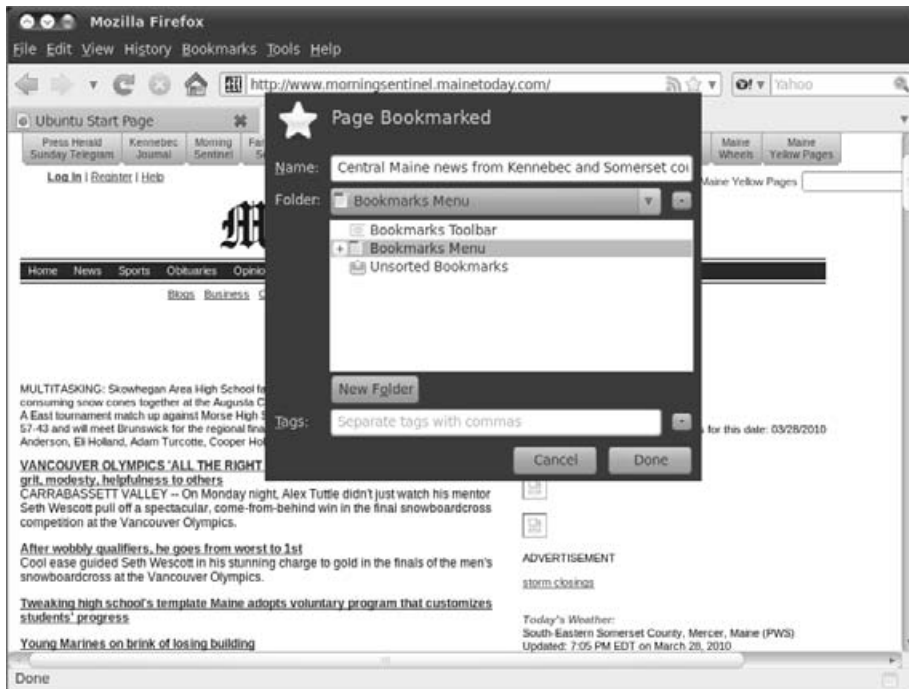 Mozilla Firefox
File Edit View History Bookmarks Tools Help
http://www.morningsentinel.mainetoday.com/
Yahoo
Ubuntu Start Page
Page Bookmarked
Press Herald Sunday Telegram
Kennebec Journal
Morning Sentinel
Maine Wheels
Maine Yellow Pages
Log In | Register | Help
Maine Yellow Pages
Name: Central Maine news from Kennebec and Somerset cou
Folder: Bookmarks Menu
Bookmarks Toolbar
Bookmarks Menu
Unsorted Bookmarks
M
Home News Sports Obituaries Opinio
Blogs Business
New Folder
Tags: Separate tags with commas
Cancel Done
MULTITASKING: Skowhegan Area High School fa
consuming snow cones together at the Augusta C
A East tournament match up against Morse High S
57-43 and will meet Brunswick for the regional fina
Anderson, Eli Holland, Adam Turcotte, Cooper Hol
for this date: 03/28/2010
VANCOUVER OLYMPICS 'ALL THE RIGHT
grit, modesty, helpfulness to others
CARRABASSETT VALLEY -- On Monday night, Alex Tuttle didn't just watch his mentor
Seth Wescott pull off a spectacular, come-from-behind win in the final snowboardcross
competition at the Vancouver Olympics.
After wobbly qualifiers, he goes from worst to 1st
Cool ease guided Seth Wescott in his stunning charge to gold in the finals of the men's
snowboardcross at the Vancouver Olympics.
Tweaking high school's template Maine adopts voluntary program that customizes
students' progress
Young Marines on brink of losing building
ADVERTISEMENT
storm closings
Today's Weather:
South-Eastern Somerset County, Mercer, Maine (PWS)
Updated: 7:05 PM EDT on March 28, 2010
Done